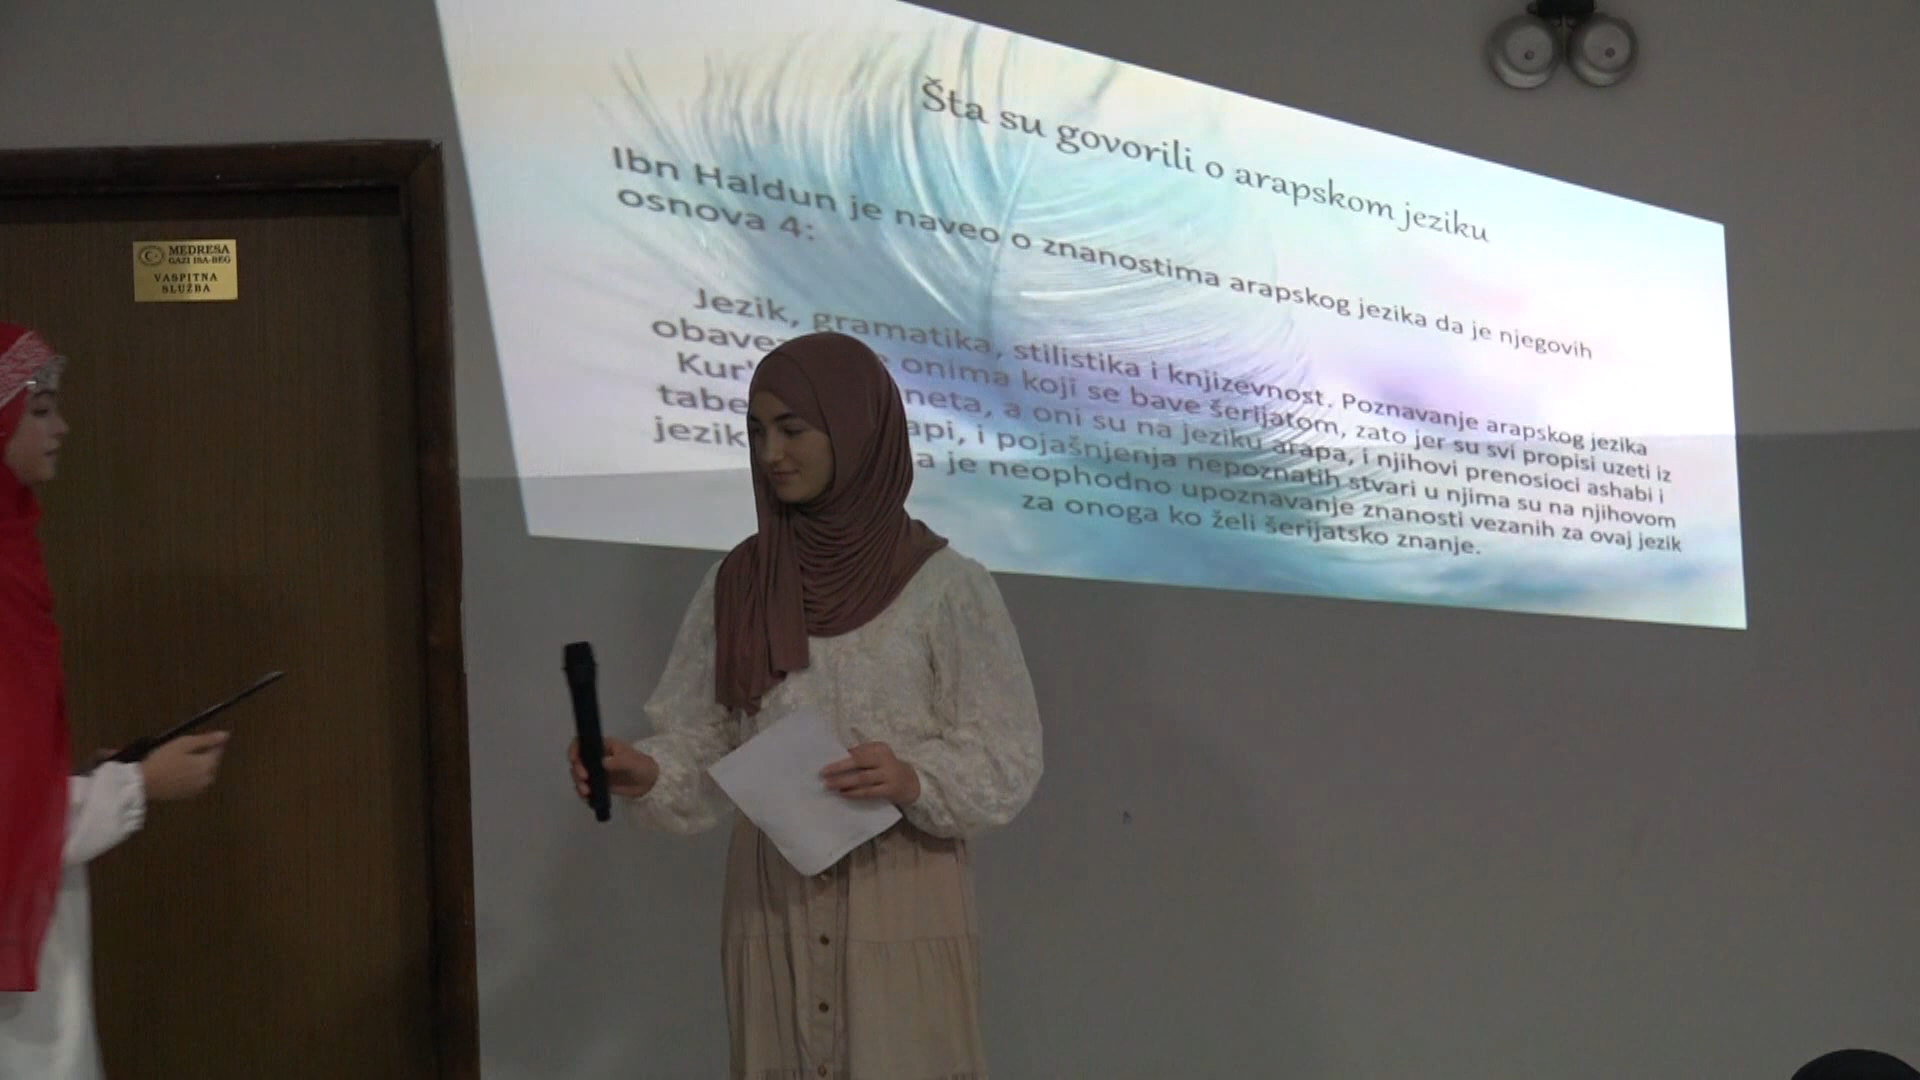 MEDRESA
GAZI ISA-BEG
VASPITNA
SLUŽBA
Šta su govorili o arapskom jeziku
Ibn Haldun je naveo o znanostima arapskog jezika da je njegovih
osnova 4:
Jezik, gramatika, stilistika i knjizevnost. Poznavanje arapskog jezika
onima koji se bave šerijatom, zato jer su svi propisi uzeti iz
a oni su na jeziku arapa, i njihovi prenosioci ashabi i
i pojašnjenja nepoznatih stvari u njima su na njihovom
je neophodno upoznavanje znanosti vezanih za ovaj jezik
za onoga ko želi šerijatsko znanje.